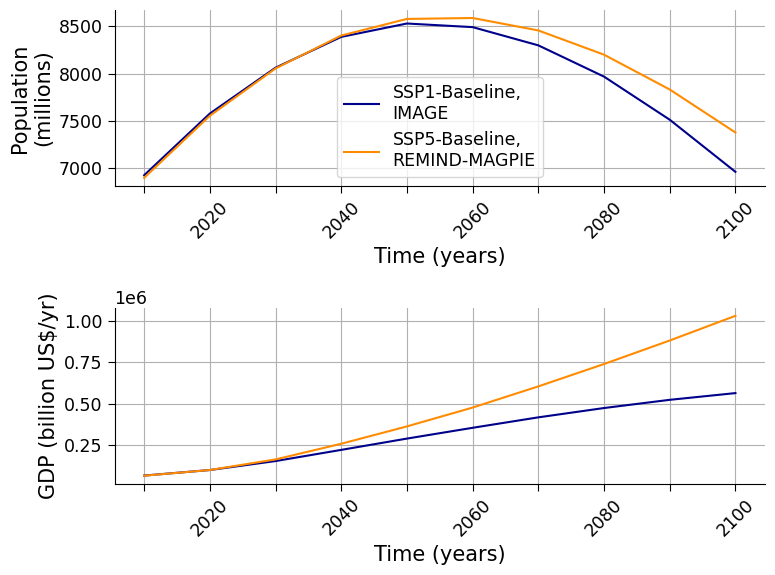 8500
8000
7500
7000
Population
(millions)
SSP1-Baseline,
IMAGE
SSP5-Baseline,
REMIND-MAGPIE
2020
2040
2060
2080
2100
Time (years)
1e6
1.00
0.75
0.50
0.25
GDP (billion US$/yr)
2020
2040
2060
2080
2100
Time (years)